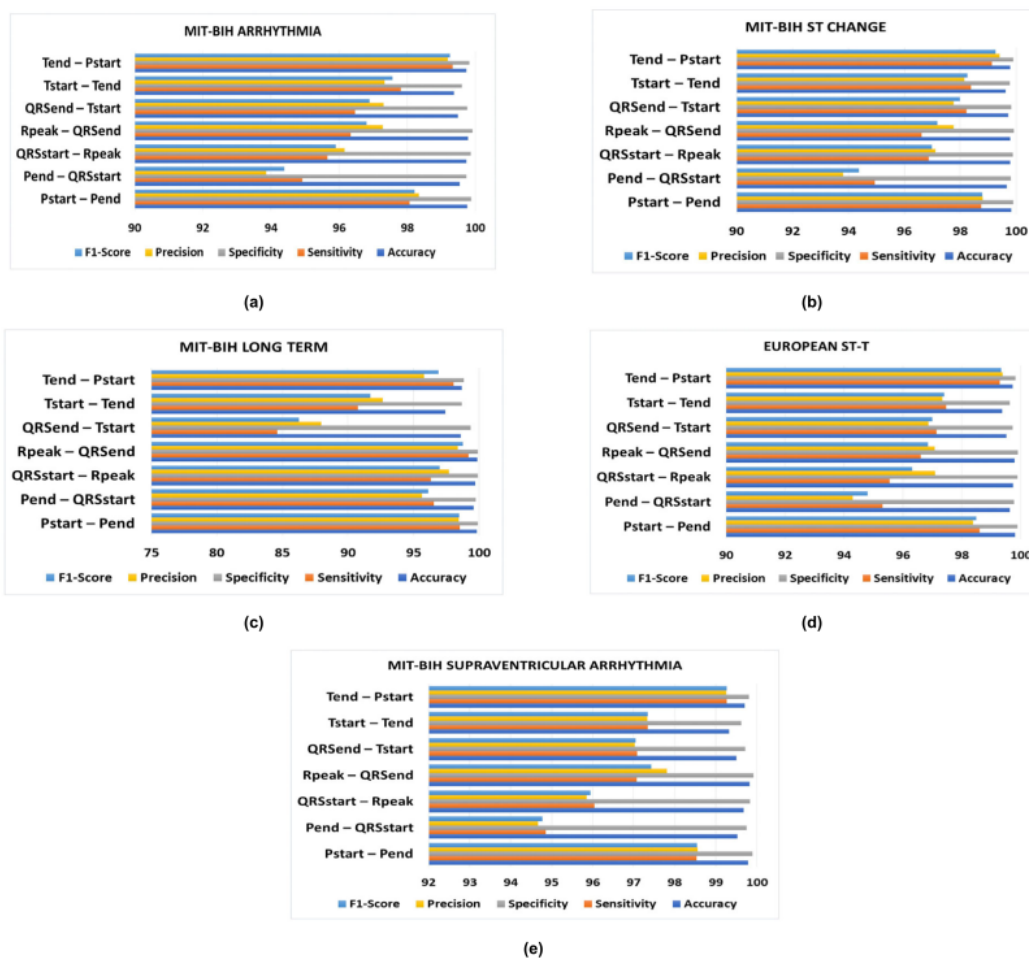 MIT-BIH ARRHYTHMIA
Tend – Pstart
Tstart – Tend
QRSend – Tstart
Rpeak – QRSend
QRSstart – Rpeak
Pend – QRSstart
Pstart – Pend
90 92 94 96 98 100
F1-Score Precision Specificity Sensitivity Accuracy
(a)
MIT-BIH ST CHANGE
Tend – Pstart
Tstart – Tend
QRSend – Tstart
Rpeak – QRSend
QRSstart – Rpeak
Pend – QRSstart
Pstart – Pend
90 92 94 96 98 100
F1-Score Precision Specificity Sensitivity Accuracy
(b)
MIT-BIH LONG TERM
Tend – Pstart
Tstart – Tend
QRSend – Tstart
Rpeak – QRSend
QRSstart – Rpeak
Pend – QRSstart
Pstart – Pend
75 80 85 90 95 100
F1-Score Precision Specificity Sensitivity Accuracy
(c)
EUROPEAN ST-T
Tend – Pstart
Tstart – Tend
QRSend – Tstart
Rpeak – QRSend
QRSstart – Rpeak
Pend – QRSstart
Pstart – Pend
90 92 94 96 98 100
F1-Score Precision Specificity Sensitivity Accuracy
(d)
MIT-BIH SUPRAVENTRICULAR ARRHYTHMIA
Tend – Pstart
Tstart – Tend
QRSend – Tstart
Rpeak – QRSend
QRSstart – Rpeak
Pend – QRSstart
Pstart – Pend
92 93 94 95 96 97 98 99 100
F1-Score Precision Specificity Sensitivity Accuracy
(e)